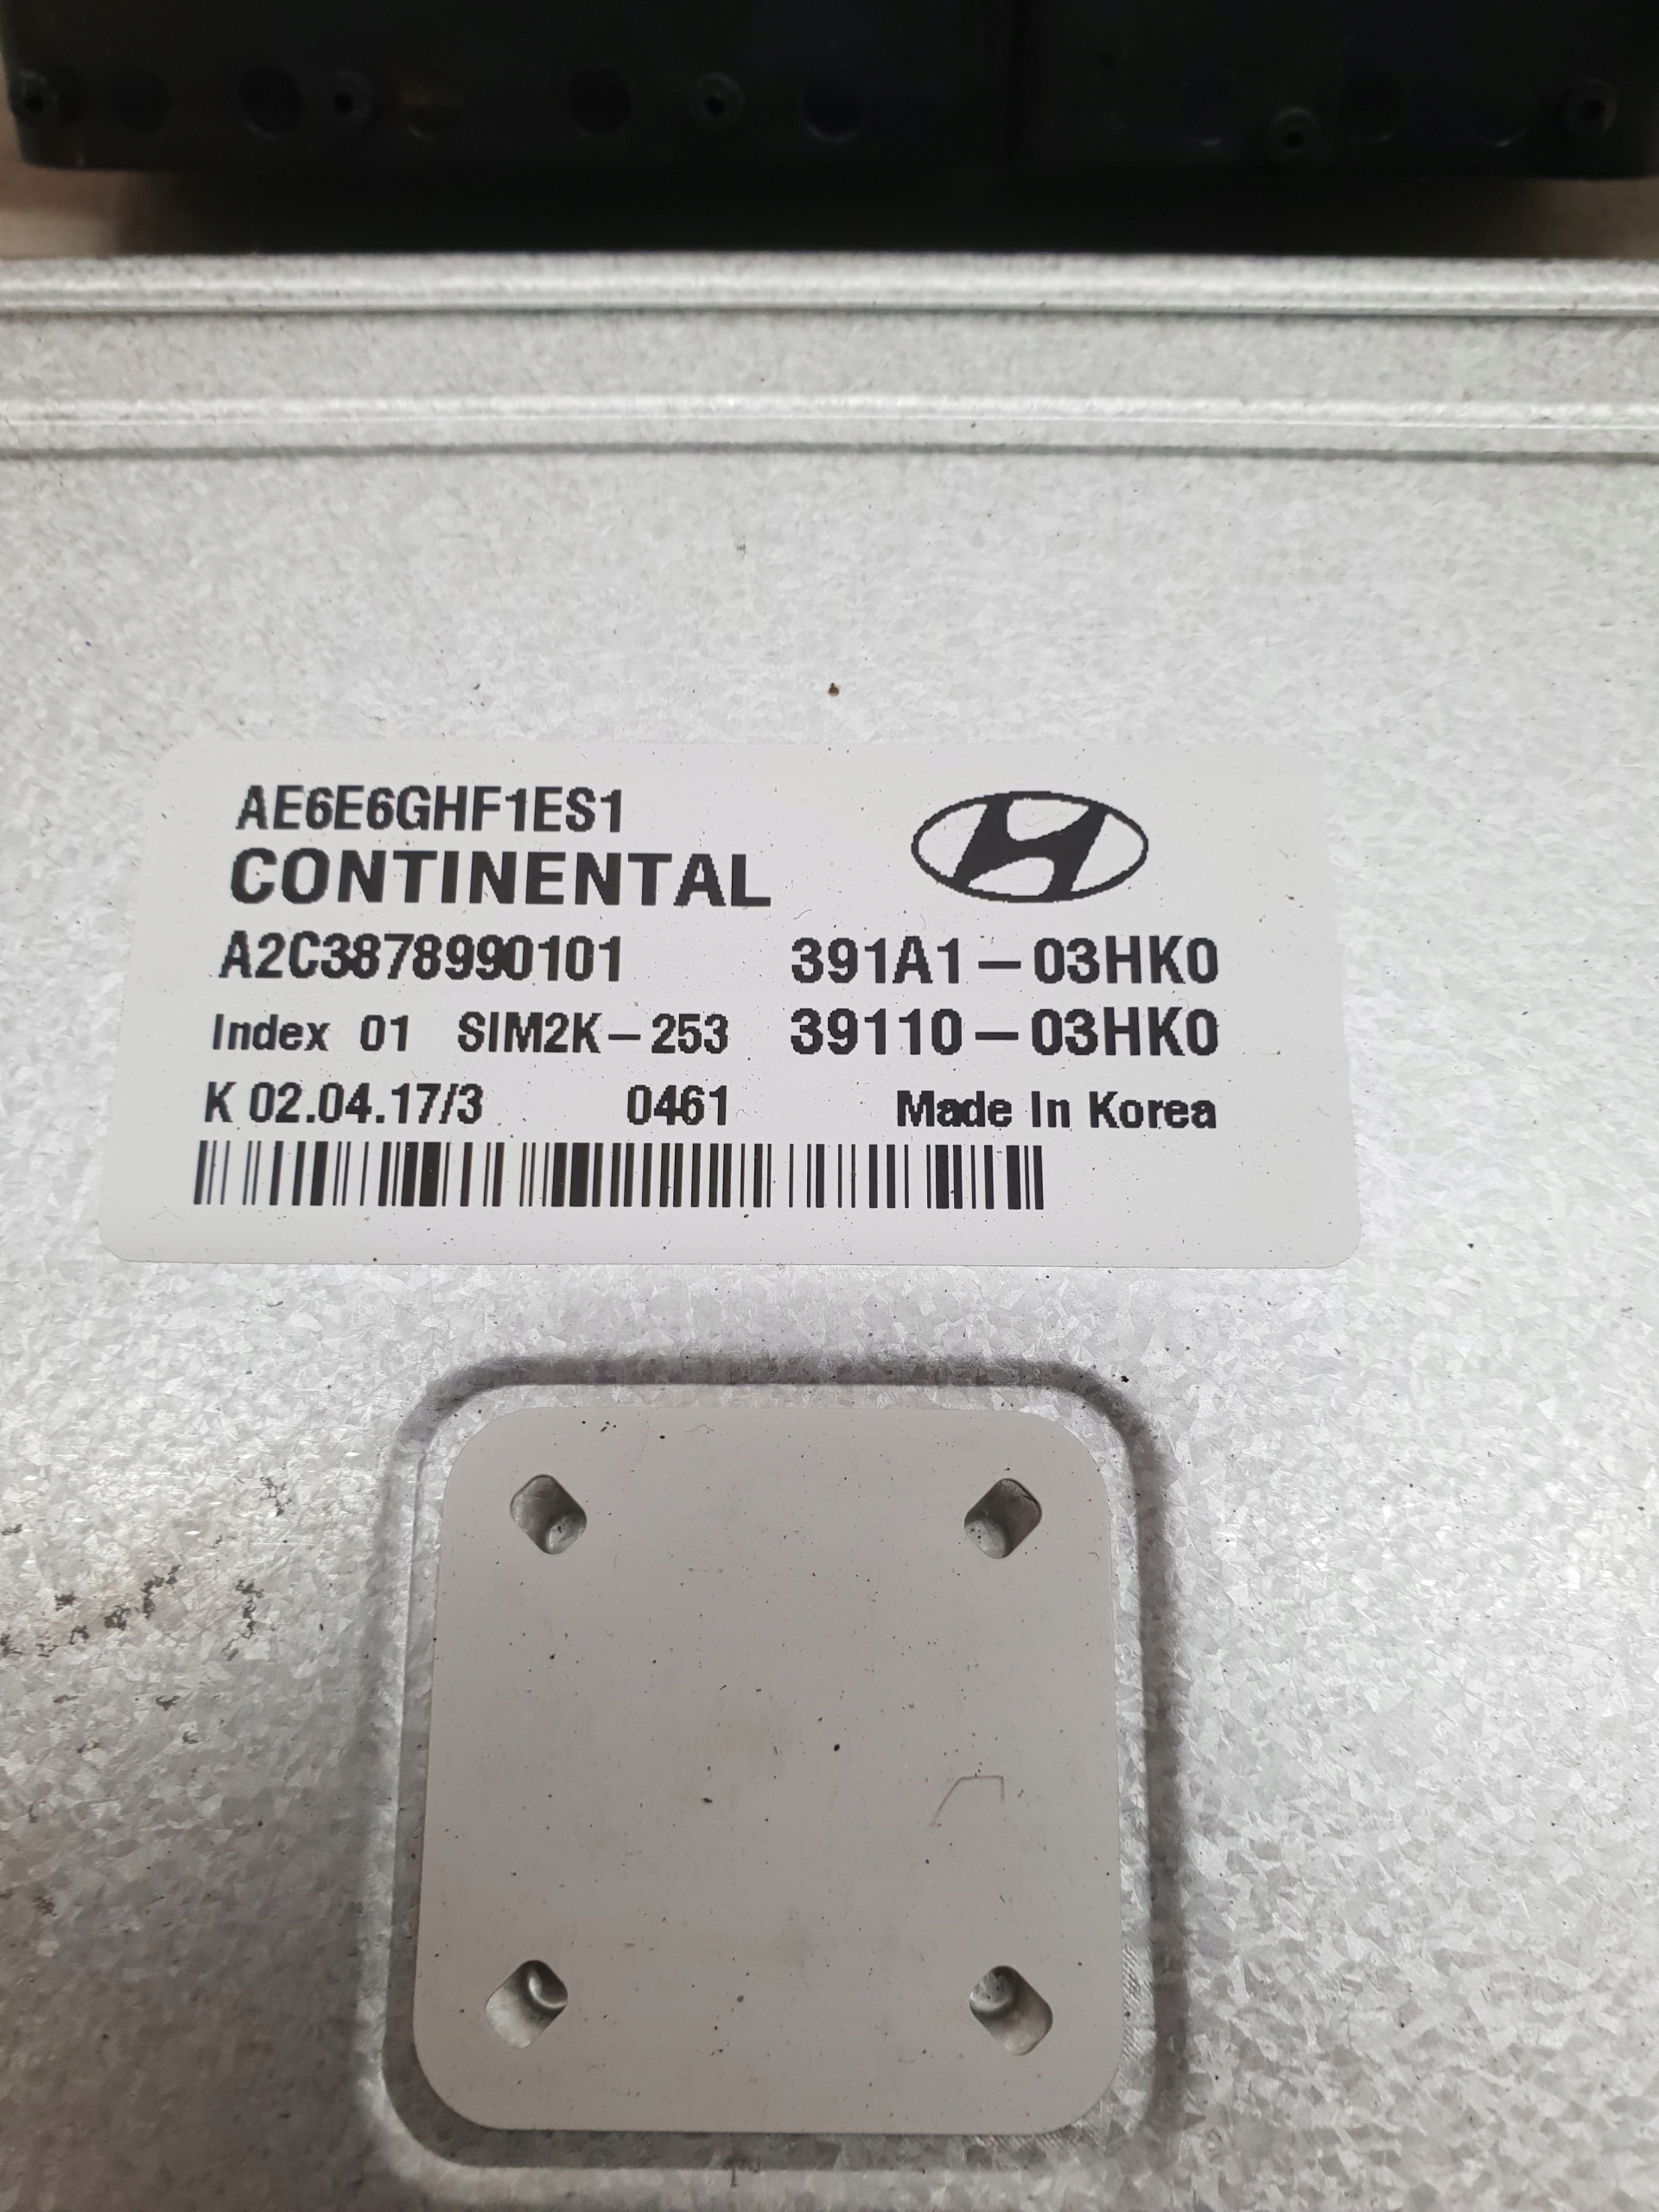 AE6E6GHF1ES1
CONTINENTAL
A2C3878990101 391A1-03HK0
Index 01 SIM2K-253 39110-03HK0
K 02.04.17/3 0461 Made In Korea